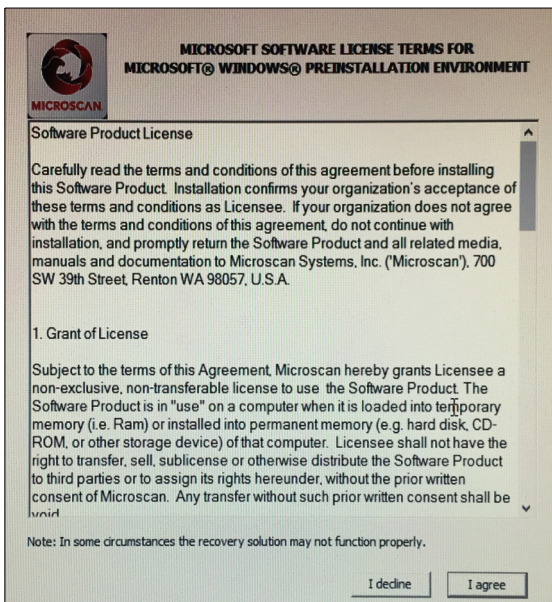 MICROSCAN
MICROSOFT SOFTWARE LICENSE TERMS FOR
MICROSOFT® WINDOWS® PREINSTALLATION ENVIRONMENT
Software Product License
Carefully read the terms and conditions of this agreement before installing
this Software Product. Installation confirms your organization's acceptance of
these terms and conditions as Licensee. If your organization does not agree
with the terms and conditions of this agreement, do not continue with
installation, and promptly return the Software Product and all related media,
manuals and documentation to Microscan Systems, Inc. ('Microscan'), 700
SW 39th Street, Renton WA 98057, U.S.A.
1. Grant of License
Subject to the terms of this Agreement, Microscan hereby grants Licensee a
non-exclusive, non-transferable license to use the Software Product. The
Software Product is in "use" on a computer when it is loaded into temporary
memory (i.e. Ram) or installed into permanent memory (e.g. hard disk, CD-
ROM, or other storage device) of that computer. Licensee shall not have the
right to transfer, sell, sublicense or otherwise distribute the Software Product
to third parties or to assign its rights hereunder, without the prior written
consent of Microscan. Any transfer without such prior written consent shall be
void.
Note: In some circumstances the recovery solution may not function properly.
I decline
I agree